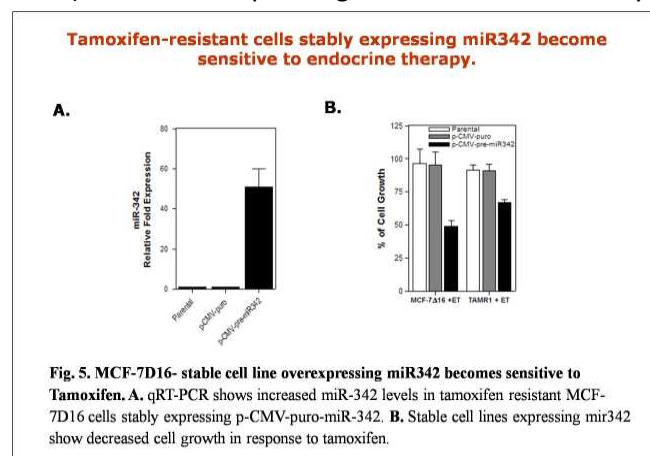 Tamoxifen-resistant cells stably expressing miR342 become
sensitive to endocrine therapy.
A.
B.
miR-342
Relative Fold Expression
80
60
40
20
0
Parental
p-CMV-puro
p-CMV-pre-miR342
% of Cell Growth
125
100
75
50
25
0
Parental
p-CMV-puro
p-CMV-pre-miR342
MCF-7Δ16 +ET TAMR1 + ET
Fig. 5. MCF-7D16- stable cell line overexpressing miR342 becomes sensitive to
Tamoxifen. A. qRT-PCR shows increased miR-342 levels in tamoxifen resistant MCF-
7D16 cells stably expressing p-CMV-puro-miR-342. B. Stable cell lines expressing mir342
show decreased cell growth in response to tamoxifen.